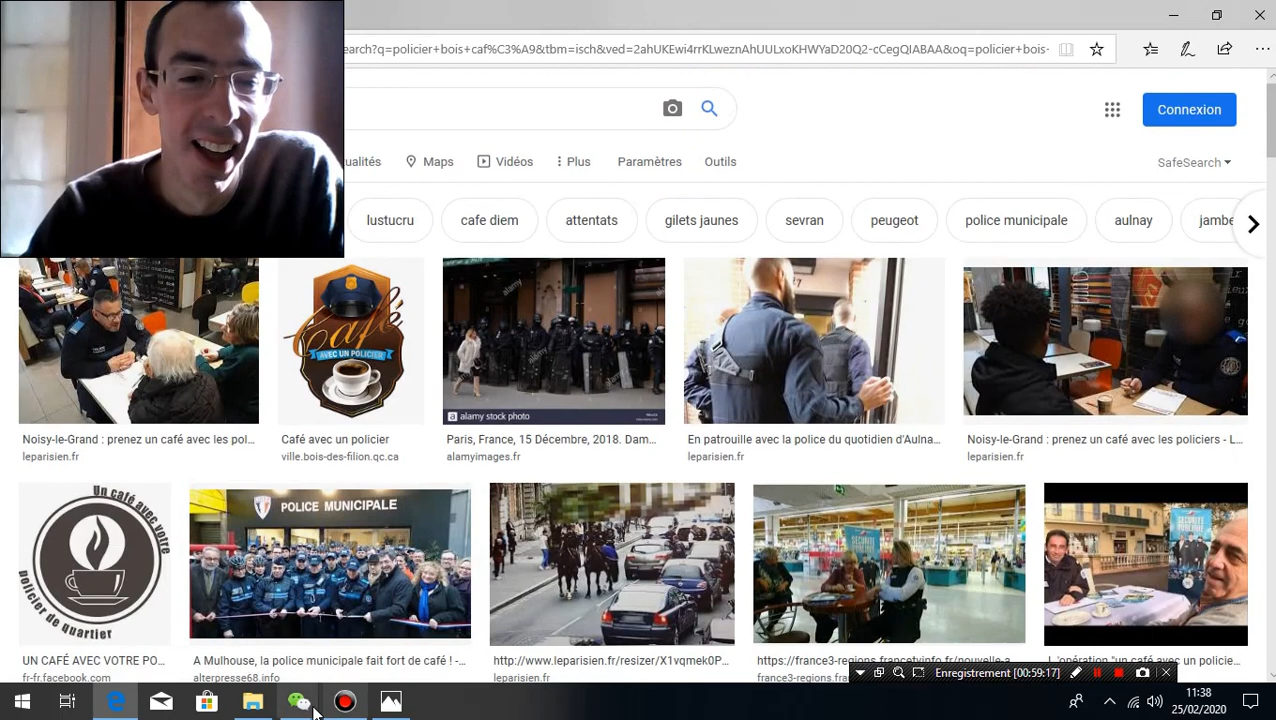 earch?q=policier+bois+caf%C3%A9&tbm=isch&ved=2ahUKEwi4rrKLweznAhUULxoKHWYaD20Q2-cCegQIABAA&oq=policier+bois-
Connexion
ualités Maps Vidéos Plus Paramètres Outils SafeSearch
lustucru cafe diem attentats gilets jaunes sevran peugeot police municipale aulnay jambe
Café
AVEC UN POLICIER
alamy
a alamy stock photo
Noisy-le-Grand : prenez un café avec les pol...
leparisien.fr
Café avec un policier
ville.bois-des-filion.qc.ca
Paris, France, 15 Décembre, 2018. Dam...
alamyimages.fr
En patrouille avec la police du quotidien d'Aulna...
leparisien.fr
Noisy-le-Grand : prenez un café avec les policiers - L...
leparisien.fr
Un café avec votre
policier de quartier
POLICE MUNICIPALE
UN CAFÉ AVEC VOTRE PO...
fr-fr.facebook.com
A Mulhouse, la police municipale fait fort de café ! -...
alterpresse68.info
http://www.leparisien.fr/resizer/X1vqmek0P...
leparisien.fr
https://france3-regions.francetvinfo.fr/nouvelle-a
france3-regions
L'opération "un café avec un policie...
Enregistrement [00:59:17]
11:38
25/02/2020